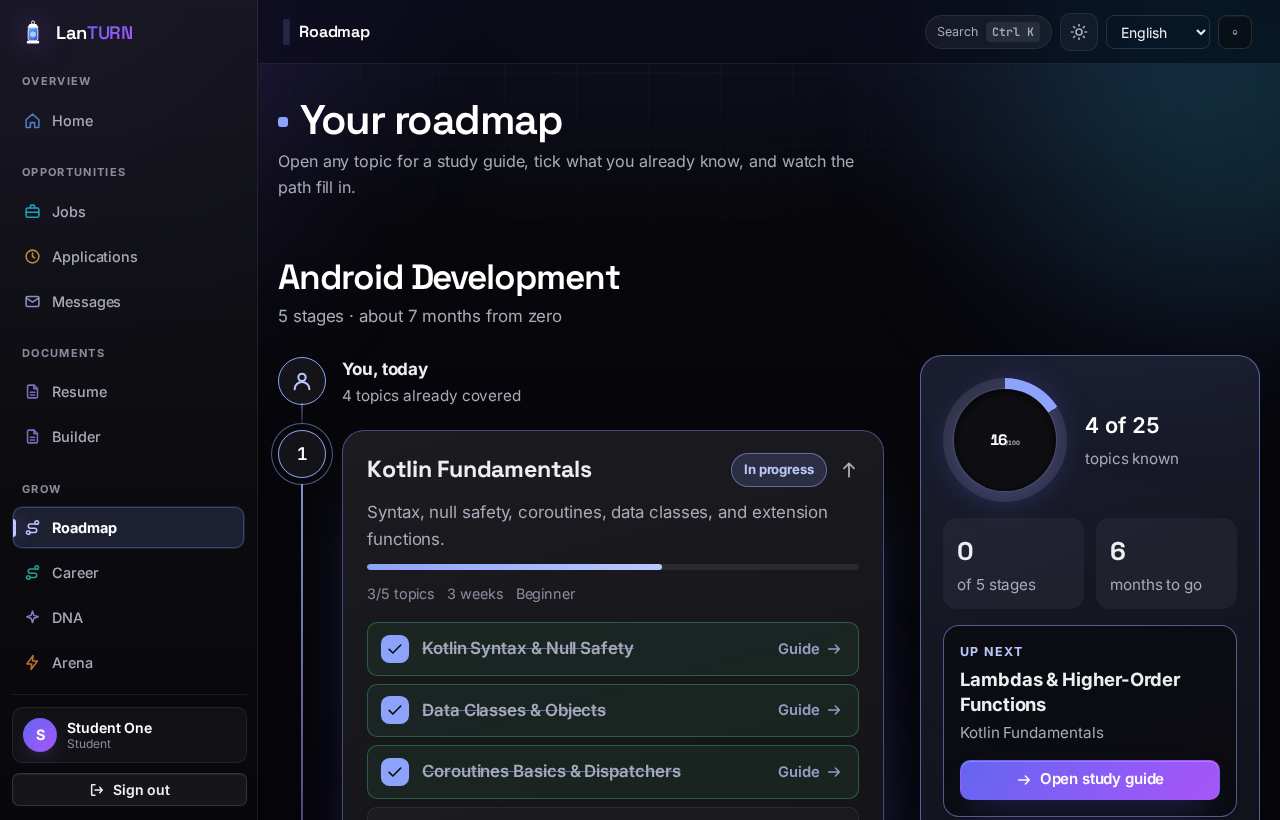 LanTURN
OVERVIEW
Home
OPPORTUNITIES
Jobs
Applications
Messages
DOCUMENTS
Resume
Builder
GROW
Roadmap
Career
DNA
Arena
S
Student One
Student
Sign out
Roadmap
Search Ctrl K
English
Your roadmap
Open any topic for a study guide, tick what you already know, and watch the
path fill in.
Android Development
5 stages · about 7 months from zero
You, today
4 topics already covered
1
Kotlin Fundamentals
In progress
Syntax, null safety, coroutines, data classes, and extension
functions.
3/5 topics 3 weeks Beginner
Kotlin Syntax & Null Safety Guide →
Data Classes & Objects Guide →
Coroutines Basics & Dispatchers Guide →
16/100
4 of 25
topics known
0
of 5 stages
6
months to go
UP NEXT
Lambdas & Higher-Order
Functions
Kotlin Fundamentals
→ Open study guide